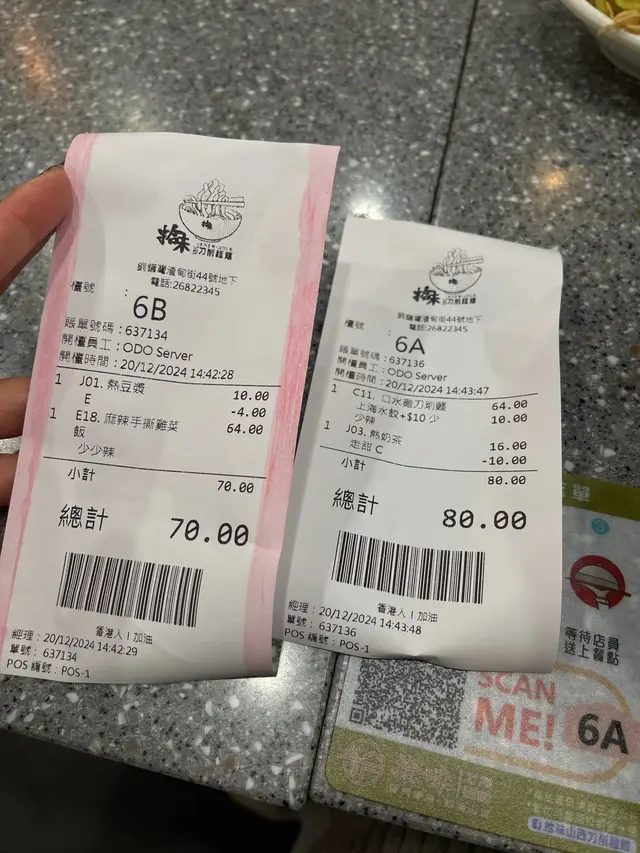 銅鑼灣渣甸街44號地下
電話:26822345
檯號 :
6B
賬單號碼:637134
開檯員工:ODO Server
開檯時間:20/12/2024 14:42:28
1 J01. 熱豆漿 10.00
E -4.00
1 E18. 麻辣手撕雞菜飯 64.00
少少辣
小計 70.00
總計 70.00
香港人!加油
經理:20/12/2024 14:42:29
單號:637134
POS 編號:POS-1
銅鑼灣渣甸街44號地下
電話:26822345
檯號 :
6A
賬單號碼:637136
開檯員工:ODO Server
開檯時間:20/12/2024 14:43:47
1 C11. 口水雞刀削麵 64.00
上海水餃+$10 少 10.00
少辣
1 J03. 熱奶茶 16.00
走甜 C -10.00
小計 80.00
總計 80.00
香港人!加油
經理:20/12/2024 14:43:48
單號:637136
POS 編號:POS-1
單
3
等待店員
送上餐點
SCAN
ME!
6A